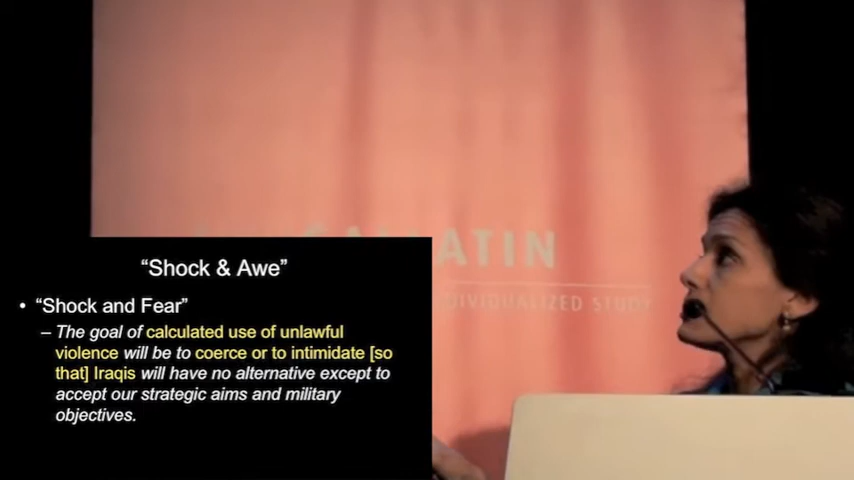 ATIN
DIVIDUALIZED STUDY
“Shock & Awe”
• “Shock and Fear”
– The goal of calculated use of unlawful
violence will be to coerce or to intimidate [so
that] Iraqis will have no alternative except to
accept our strategic aims and military
objectives.